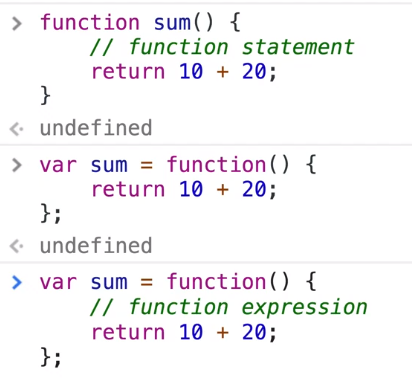 function sum() {
    // function statement
    return 10 + 20;
}
undefined
var sum = function() {
    return 10 + 20;
};
undefined
var sum = function() {
    // function expression
    return 10 + 20;
};